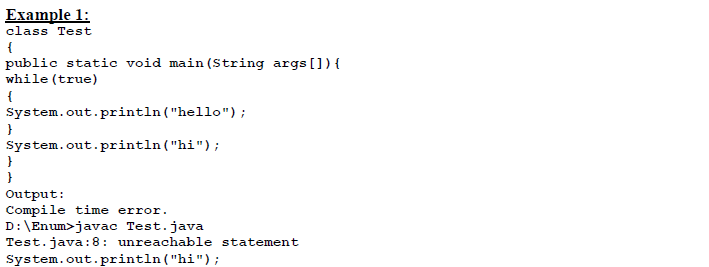 Example 1:
class Test
{
public static void main(String args[]){
while(true)
{
System.out.println("hello");
}
System.out.println("hi");
}
}
Output:
Compile time error.
D:\Enum>javac Test.java
Test.java:8: unreachable statement
System.out.println("hi");